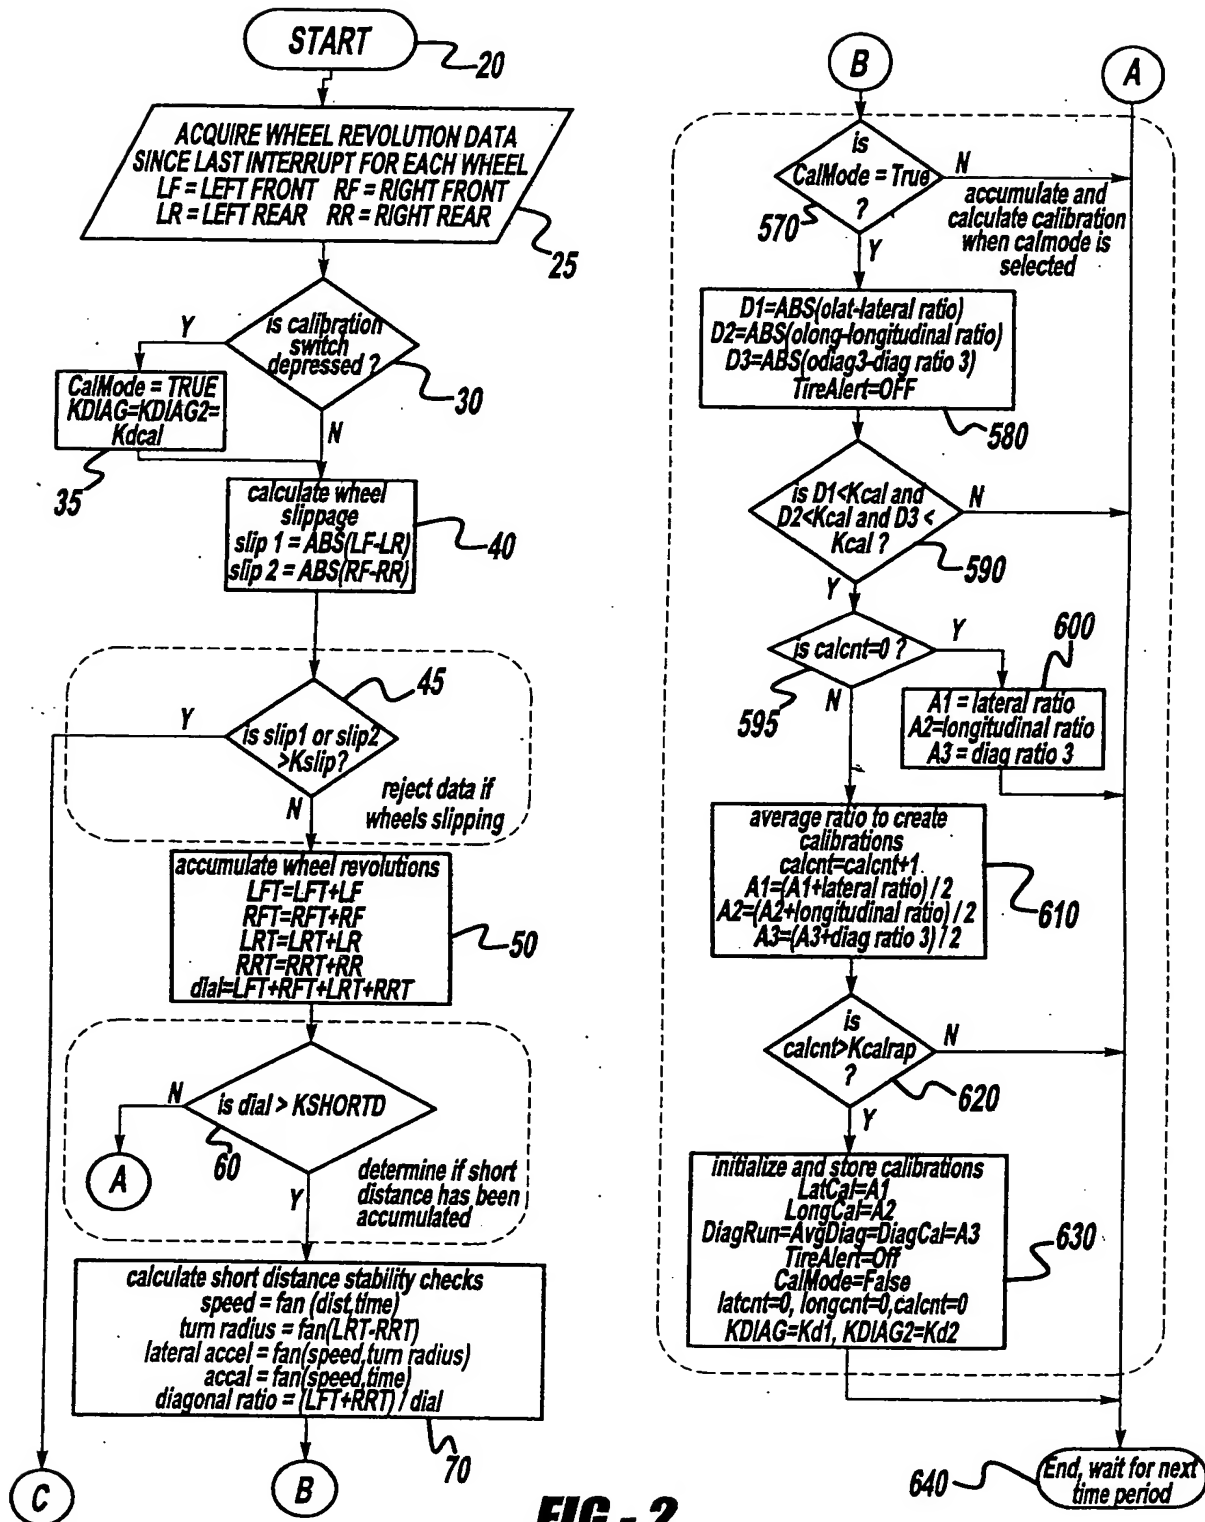 START
20
ACQUIRE WHEEL REVOLUTION DATA
SINCE LAST INTERRUPT FOR EACH WHEEL
LF = LEFT FRONT RF = RIGHT FRONT
LR = LEFT REAR RR = RIGHT REAR
25
is calibration
switch
depressed ?
Y
30
N
CalMode = TRUE
KDIAG=KDIAG2=
Kdcal
35
calculate wheel
slippage
slip 1 = ABS(LF-LR)
slip 2 = ABS(RF-RR)
40
45
Y
is slip1 or slip2
>Kslip?
N
reject data if
wheels slipping
accumulate wheel revolutions
LFT=LFT+LF
RFT=RFT+RF
LRT=LRT+LR
RRT=RRT+RR
dial=LFT+RFT+LRT+RRT
50
N
is dial > KSHORTD
60
A
Y
determine if short
distance has been
accumulated
calculate short distance stability checks
speed = fan (dist,time)
turn radius = fan(LRT-RRT)
lateral accel = fan(speed,turn radius)
accal = fan(speed,time)
diagonal ratio = (LFT+RRT) / dial
70
C
B
B
A
is
CalMode = True
?
N
570
Y
accumulate and
calculate calibration
when calmode is
selected
D1=ABS(olat-lateral ratio)
D2=ABS(olong-longitudinal ratio)
D3=ABS(odiag3-diag ratio 3)
TireAlert=OFF
580
is D1<Kcal and
D2<Kcal and D3 <
Kcal ?
N
590
Y
is calcnt=0 ?
Y
600
595
N
A1 = lateral ratio
A2=longitudinal ratio
A3 = diag ratio 3
average ratio to create
calibrations
calcnt=calcnt+1
A1=(A1+lateral ratio) / 2
A2=(A2+longitudinal ratio) / 2
A3=(A3+diag ratio 3) / 2
610
is
calcnt>Kcalrap
?
N
620
Y
initialize and store calibrations
LatCal=A1
LongCal=A2
DiagRun=AvgDiag=DiagCal=A3
TireAlert=Off
CalMode=False
latcnt=0, longcnt=0,calcnt=0
KDIAG=Kd1, KDIAG2=Kd2
630
640
End, wait for next
time period
FIG - 2